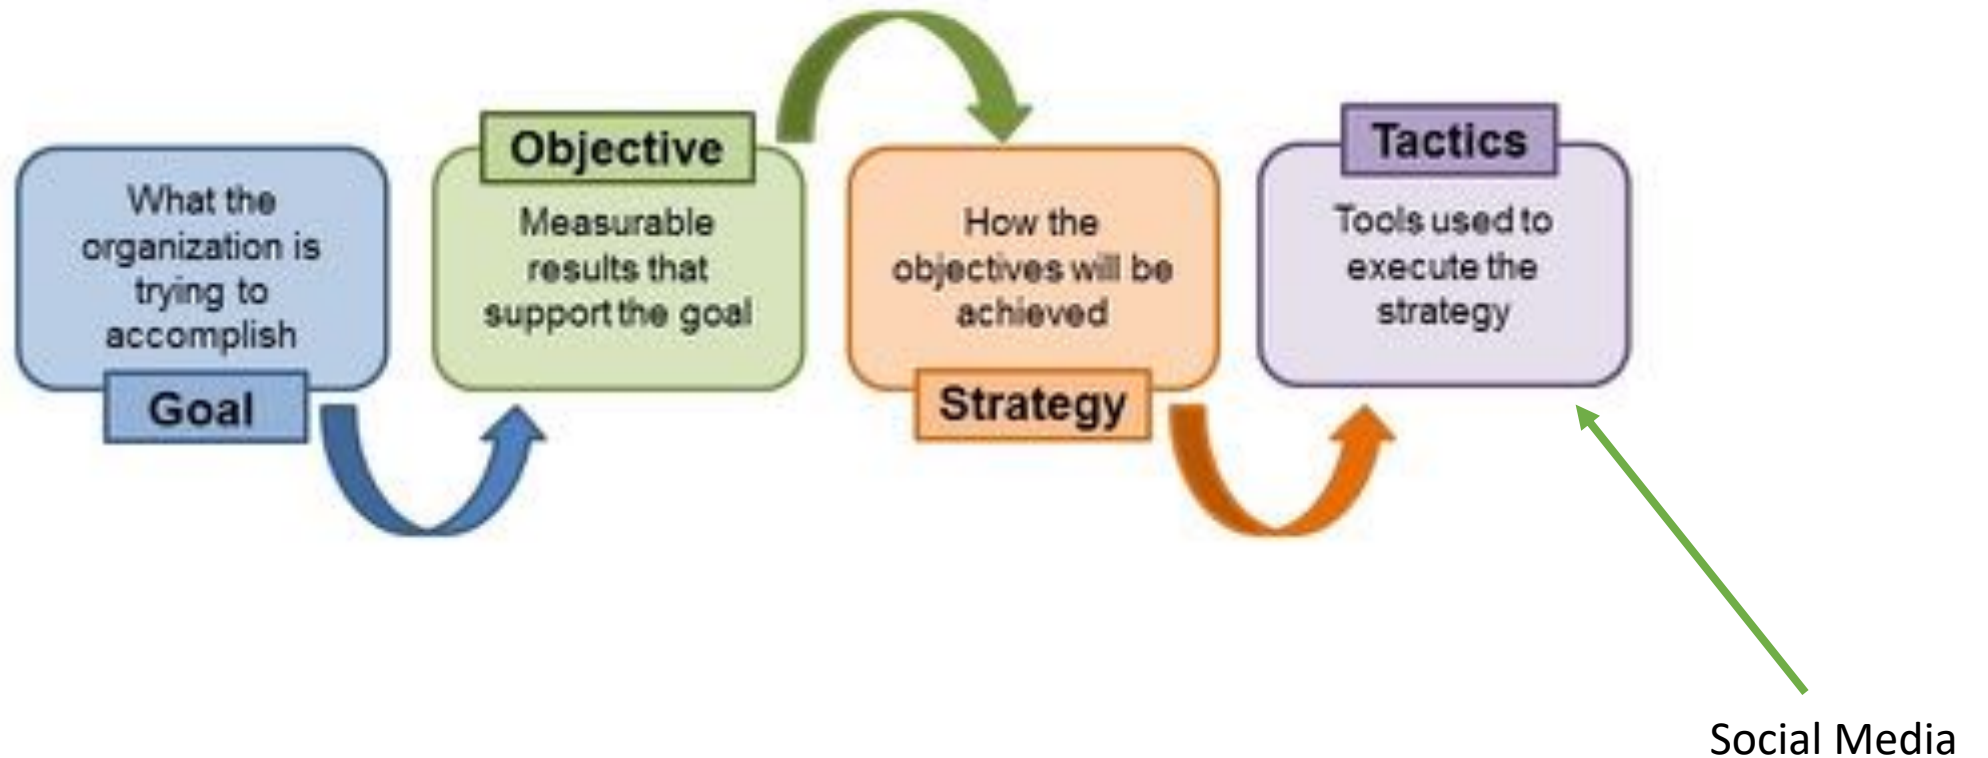 What the
organization is
trying to
accomplish
Goal
Objective
Measurable
results that
support the goal
How the
objectives will be
achieved
Strategy
Tactics
Tools used to
execute the
strategy
Social Media